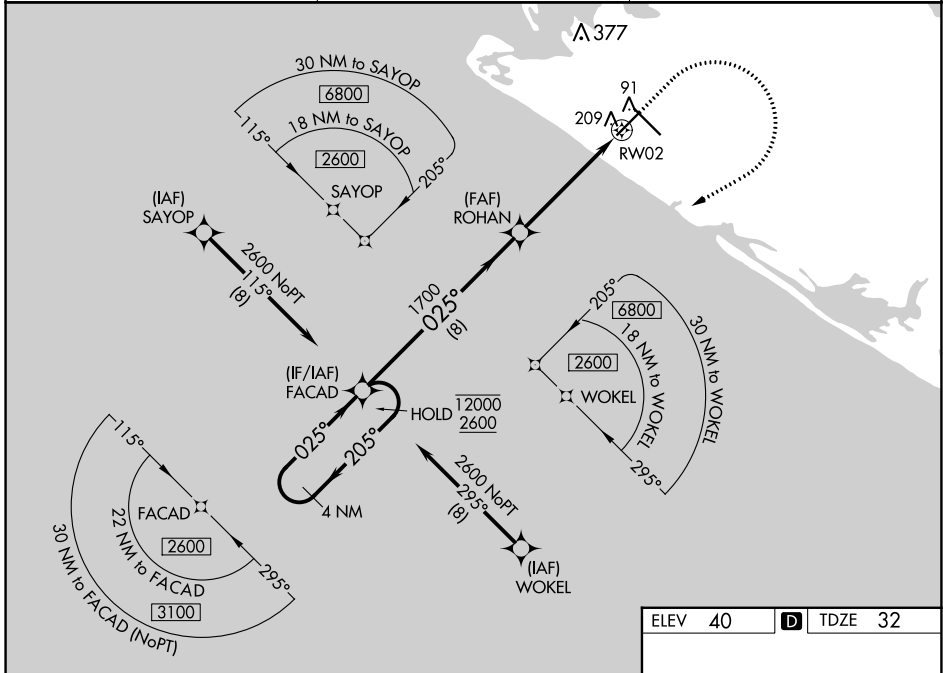 377
30 NM to SAYOP
6800
115°
18 NM to SAYOP
2600
205°
SAYOP
91
209
RW02
(IAF)
SAYOP
2600 NoPT
115°
(8)
(FAF)
ROHAN
1700
025°
(8)
205°
6800
18 NM to WOKEL
30 NM to WOKEL
2600
WOKEL
295°
(IF/IAF)
FACAD
HOLD
12000
2600
025°
205°
4 NM
2600 NoPT
295°
(8)
(IAF)
WOKEL
115°
FACAD
2600
22 NM to FACAD
295°
3100
30 NM to FACAD (NoPT)
ELEV 40 D TDZE 32